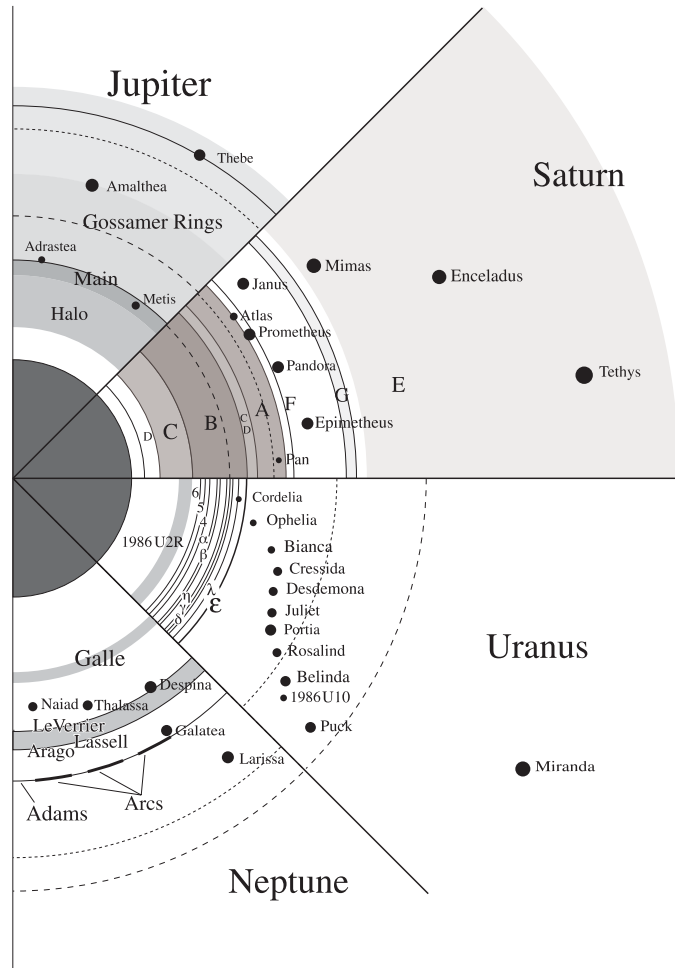 Jupiter
Thebe
Amalthea
Gossamer Rings
Adrastea
Main
Metis
Halo
Saturn
Mimas
Enceladus
Janus
Atlas
Prometheus
Pandora
Tethys
E
G
F
A
Epimetheus
B
C
D
C
D
Pan
6
5
4
α
β
1986 U2R
η
γ
δ
λ
ε
Cordelia
Ophelia
Bianca
Cressida
Desdemona
Juliet
Portia
Rosalind
Belinda
1986U10
Puck
Uranus
Miranda
Galle
Despina
Naiad
Thalassa
LeVerrier
Lassell
Arago
Galatea
Larissa
Arcs
Adams
Neptune